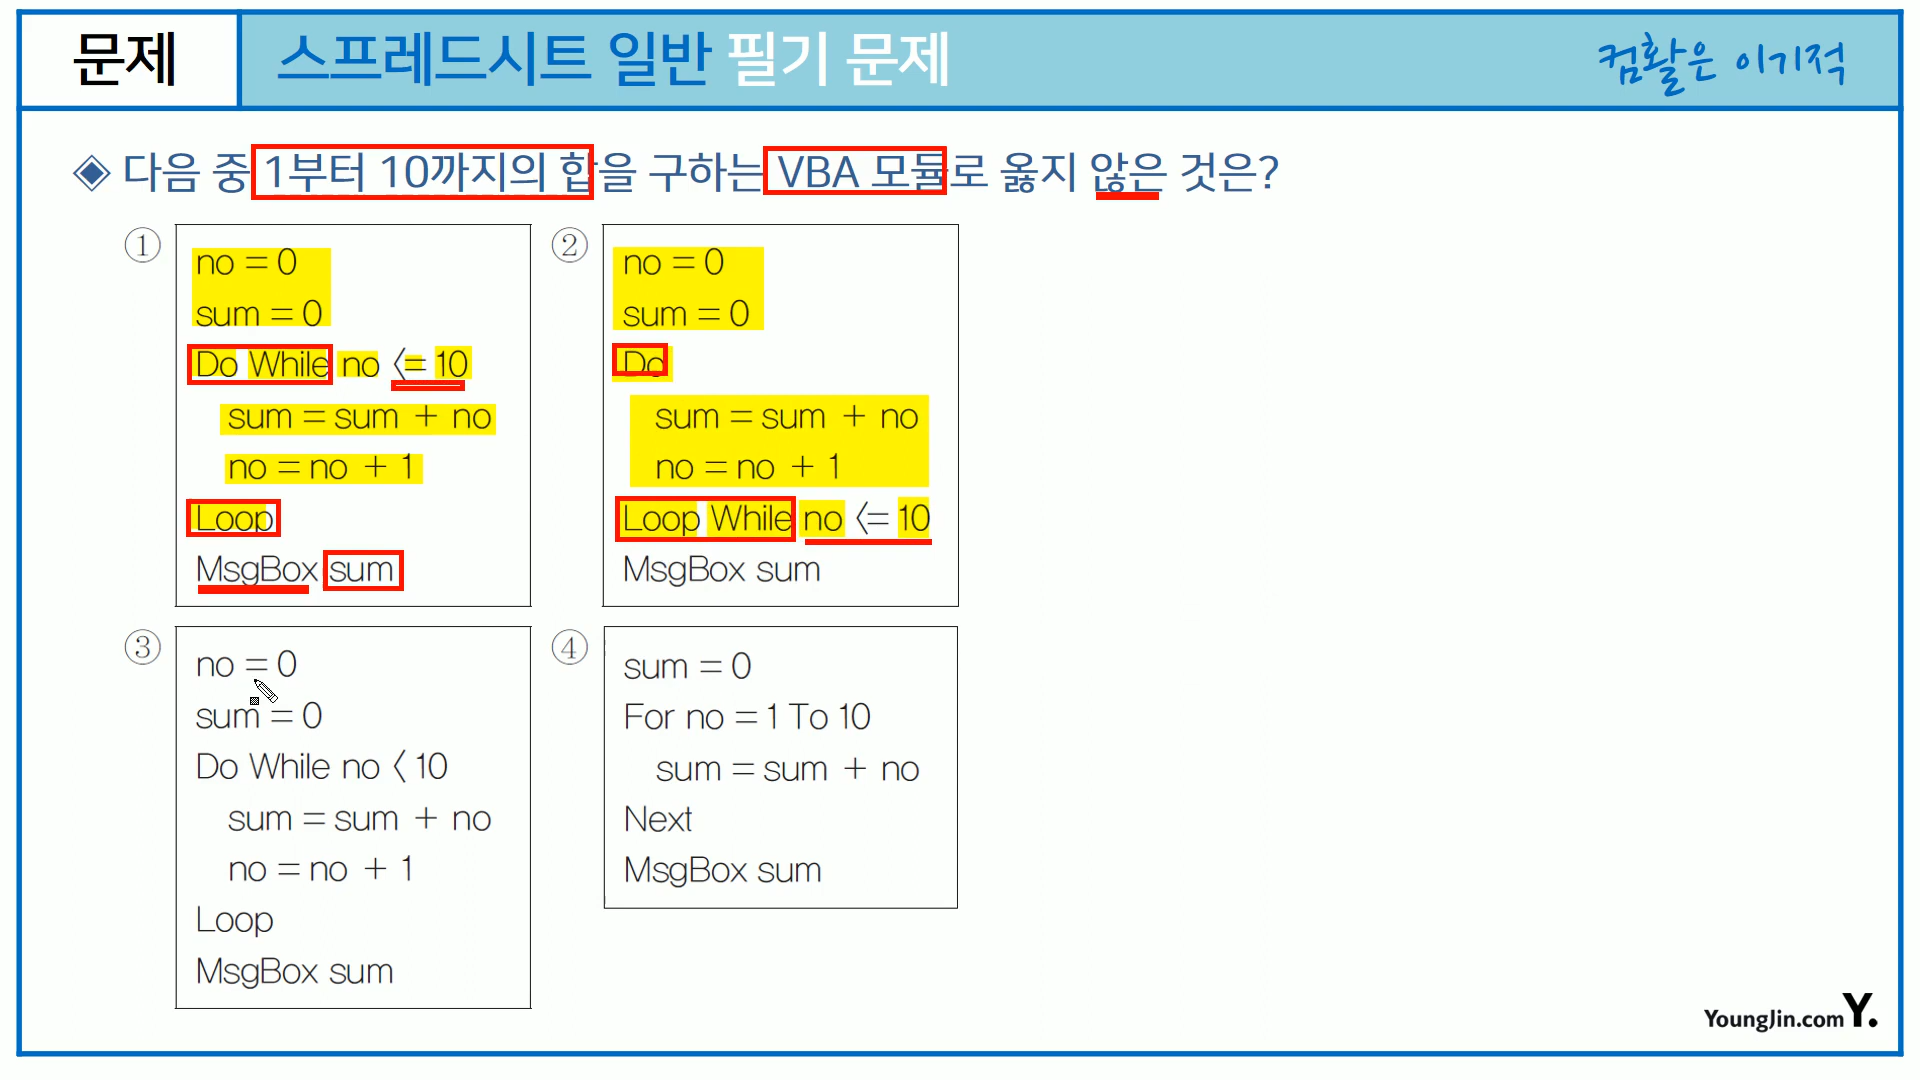 문제
스프레드시트 일반 필기 문제
컴활은 이기적
◈ 다음 중 1부터 10까지의 합을 구하는 VBA 모듈로 옳지 않은 것은?
①
no = 0
sum = 0
Do While no <= 10
sum = sum + no
no = no + 1
Loop
MsgBox sum
②
no = 0
sum = 0
Do
sum = sum + no
no = no + 1
Loop While no <= 10
MsgBox sum
③
no = 0
sum = 0
Do While no < 10
sum = sum + no
no = no + 1
Loop
MsgBox sum
④
sum = 0
For no = 1 To 10
sum = sum + no
Next
MsgBox sum
YoungJin.com Y.